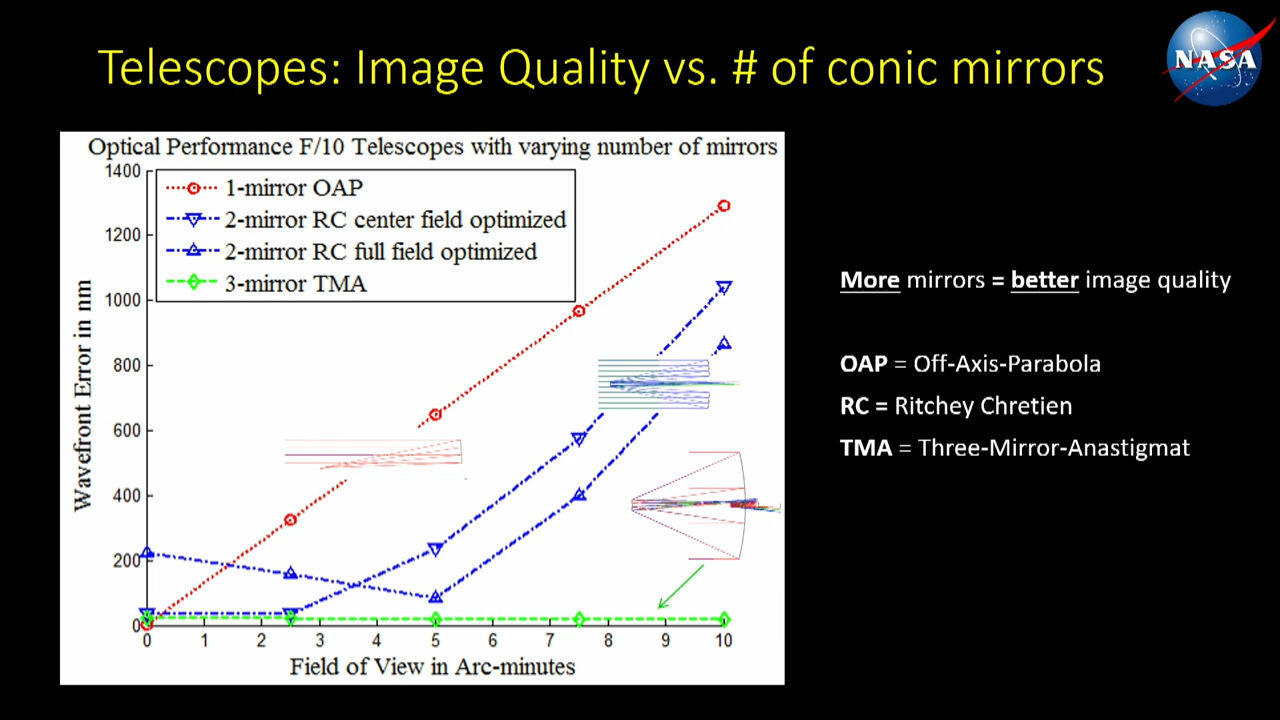 Telescopes: Image Quality vs. # of conic mirrors
NASA
Optical Performance F/10 Telescopes with varying number of mirrors
1-mirror OAP
2-mirror RC center field optimized
2-mirror RC full field optimized
3-mirror TMA
Wavefront Error in nm
1400
1200
1000
800
600
400
200
0
0 1 2 3 4 5 6 7 8 9 10
Field of View in Arc-minutes
More mirrors = better image quality
OAP = Off-Axis-Parabola
RC = Ritchey Chretien
TMA = Three-Mirror-Anastigmat